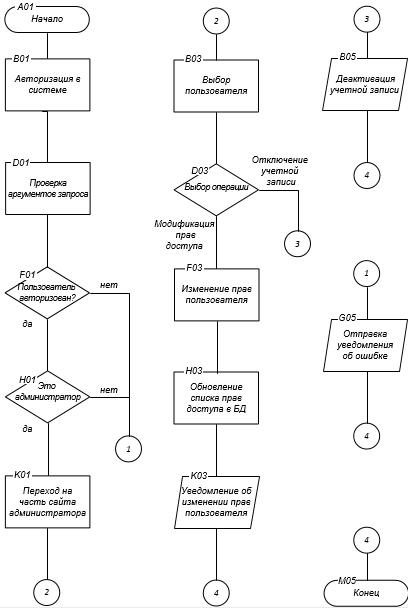 A01
Начало
B01
Авторизация в
системе
D01
Проверка
аргументов запроса
F01
Пользователь
авторизован?
нет
да
H01
Это
администратор
нет
да
1
K01
Переход на
часть сайта
администратора
2
2
B03
Выбор
пользователя
D03
Выбор операции
Отключение
учетной
записи
3
Модификация
прав
доступа
F03
Изменение прав
пользователя
H03
Обновление
списка прав
доступа в БД
K03
Уведомление об
изменении прав
пользователя
4
3
B05
Деактивация
учетной записи
4
1
G05
Отправка
уведомления
об ошибке
4
4
M05
Конец